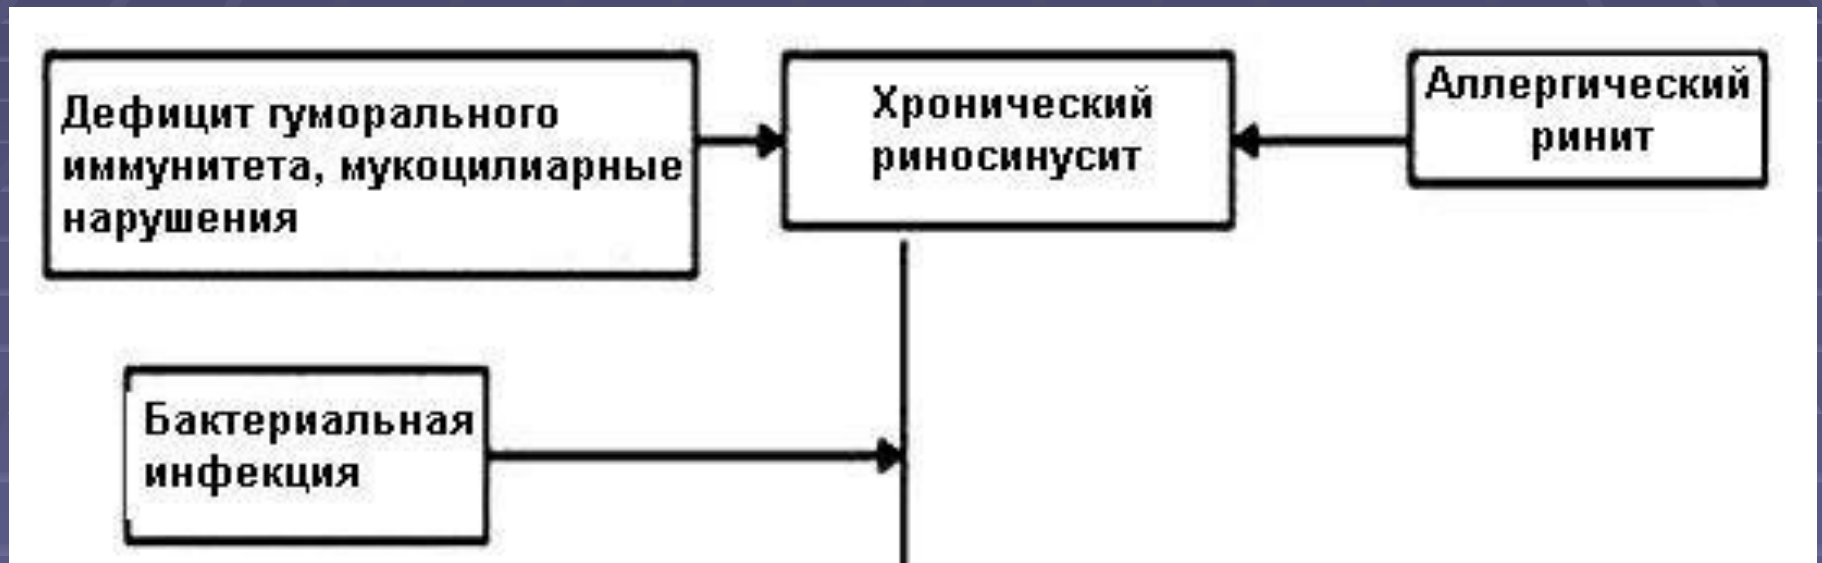 Дефицит гуморального
иммунитета, мукоцилиарные
нарушения
Хронический
риносинусит
Аллергический
ринит
Бактериальная
инфекция